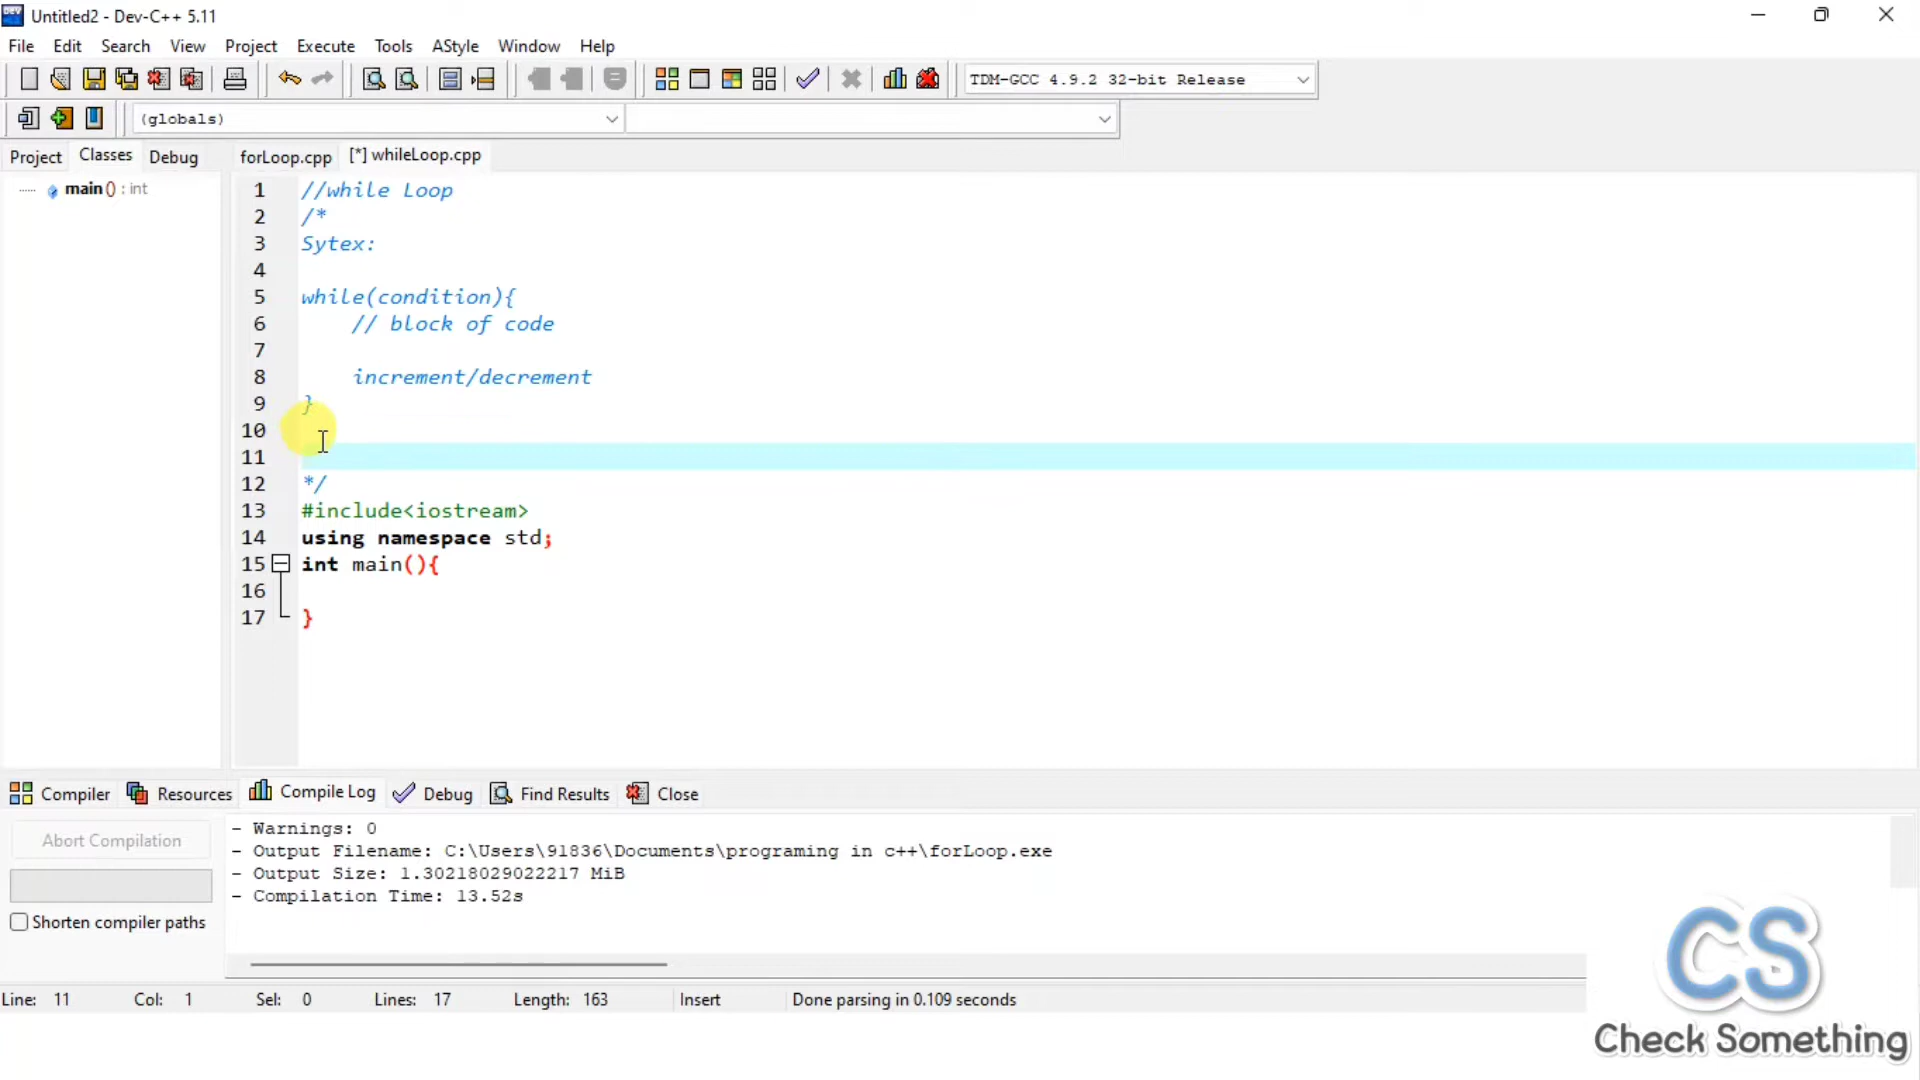 Untitled2 - Dev-C++ 5.11
File Edit Search View Project Execute Tools AStyle Window Help
TDM-GCC 4.9.2 32-bit Release
(globals)
Project Classes Debug forLoop.cpp [*] whileLoop.cpp
main () : int
1 //while Loop
2 /*
3 Sytex:
4
5 while(condition){
6 // block of code
7
8 increment/decrement
9 }
10
11
12 */
13 #include<iostream>
14 using namespace std;
15 int main(){
16
17 }
Compiler Resources Compile Log Debug Find Results Close
Abort Compilation
Shorten compiler paths
- Warnings: 0
- Output Filename: C:\Users\91836\Documents\programing in c++\forLoop.exe
- Output Size: 1.30218029022217 MiB
- Compilation Time: 13.52s
Line: 11 Col: 1 Sel: 0 Lines: 17 Length: 163 Insert Done parsing in 0.109 seconds
CS
Check Something